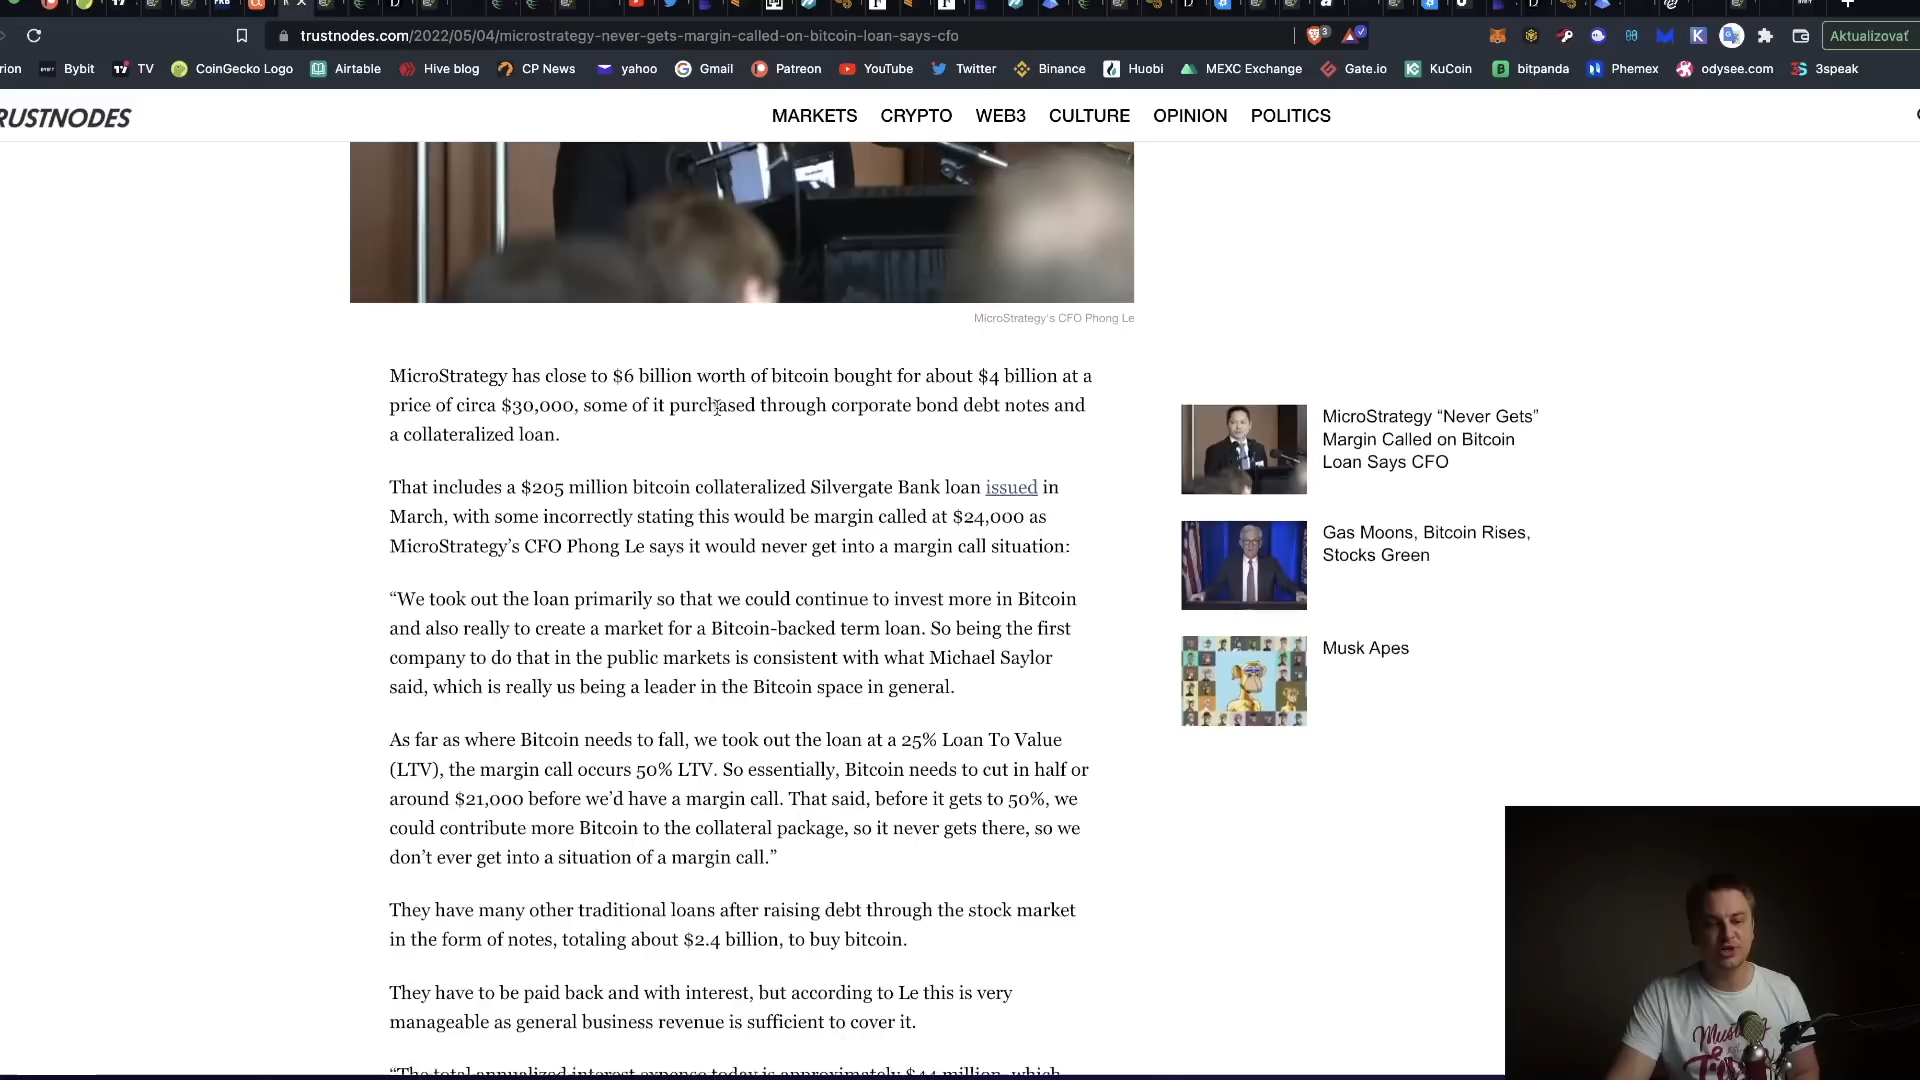 trustnodes.com/2022/05/04/microstrategy-never-gets-margin-called-on-bitcoin-loan-says-cfo
3
Aktualizovať
rion
Bybit
TV
CoinGecko Logo
Airtable
Hive blog
CP News
yahoo
Gmail
Patreon
YouTube
Twitter
Binance
Huobi
MEXC Exchange
Gate.io
KuCoin
bitpanda
Phemex
odysee.com
3speak
RUSTNODES
MARKETS
CRYPTO
WEB3
CULTURE
OPINION
POLITICS
MicroStrategy's CFO Phong Le
MicroStrategy has close to $6 billion worth of bitcoin bought for about $4 billion at a
price of circa $30,000, some of it purchased through corporate bond debt notes and
a collateralized loan.
That includes a $205 million bitcoin collateralized Silvergate Bank loan issued in
March, with some incorrectly stating this would be margin called at $24,000 as
MicroStrategy’s CFO Phong Le says it would never get into a margin call situation:
“We took out the loan primarily so that we could continue to invest more in Bitcoin
and also really to create a market for a Bitcoin-backed term loan. So being the first
company to do that in the public markets is consistent with what Michael Saylor
said, which is really us being a leader in the Bitcoin space in general.
As far as where Bitcoin needs to fall, we took out the loan at a 25% Loan To Value
(LTV), the margin call occurs 50% LTV. So essentially, Bitcoin needs to cut in half or
around $21,000 before we’d have a margin call. That said, before it gets to 50%, we
could contribute more Bitcoin to the collateral package, so it never gets there, so we
don’t ever get into a situation of a margin call.”
They have many other traditional loans after raising debt through the stock market
in the form of notes, totaling about $2.4 billion, to buy bitcoin.
They have to be paid back and with interest, but according to Le this is very
manageable as general business revenue is sufficient to cover it.
“The total annualized interest expense today is approximately $44 million, which
MicroStrategy “Never Gets”
Margin Called on Bitcoin
Loan Says CFO
Gas Moons, Bitcoin Rises,
Stocks Green
Musk Apes